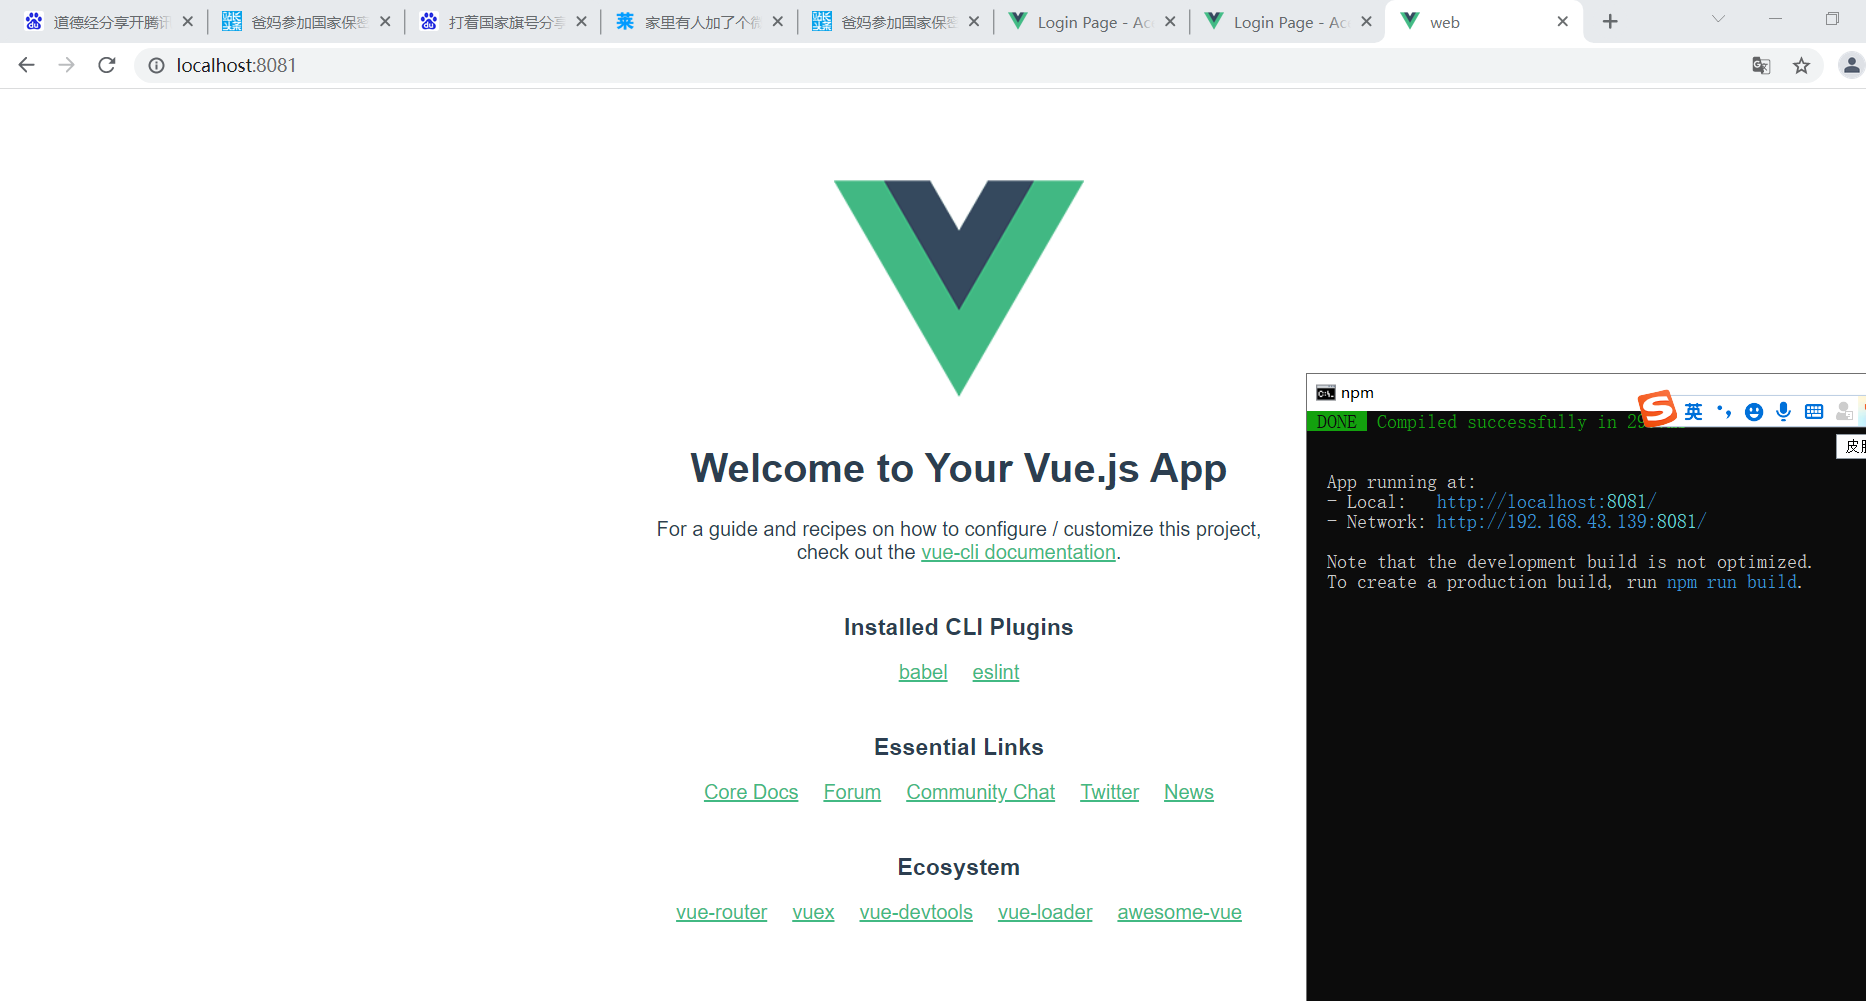 道德经分享开腾讯
爸妈参加国家保密
打着国家旗号分享
家里有人加了个微
爸妈参加国家保密
Login Page - Acc
Login Page - Acc
web
localhost:8081
Welcome to Your Vue.js App
For a guide and recipes on how to configure / customize this project,
check out the vue-cli documentation.
Installed CLI Plugins
babel eslint
Essential Links
Core Docs Forum Community Chat Twitter News
Ecosystem
vue-router vuex vue-devtools vue-loader awesome-vue
npm
英
DONE Compiled successfully in
App running at:
- Local: http://localhost:8081/
- Network: http://192.168.43.139:8081/
Note that the development build is not optimized.
To create a production build, run npm run build.